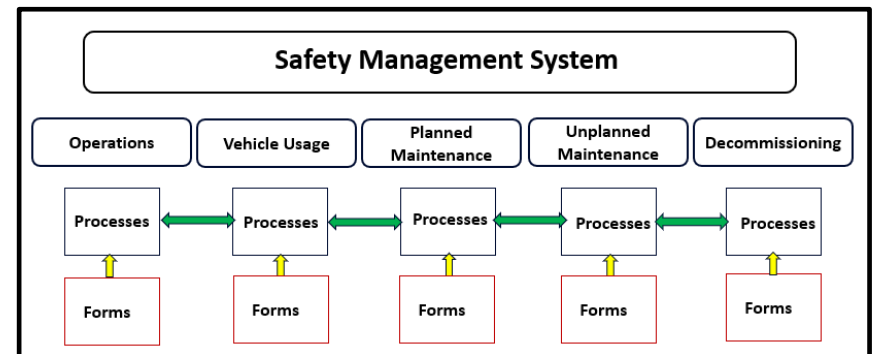 Safety Management System
Operations
Vehicle Usage
Planned
Maintenance
Unplanned
Maintenance
Decommissioning
Processes
Processes
Processes
Processes
Processes
Forms
Forms
Forms
Forms
Forms